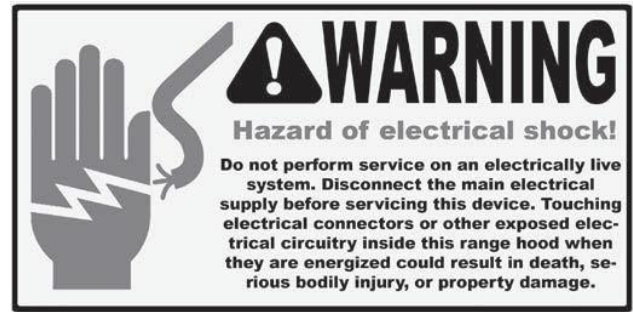 WARNING
Hazard of electrical shock!
Do not perform service on an electrically live
system. Disconnect the main electrical
supply before servicing this device. Touching
electrical connectors or other exposed elec-
trical circuitry inside this range hood when
they are energized could result in death, se-
rious bodily injury, or property damage.